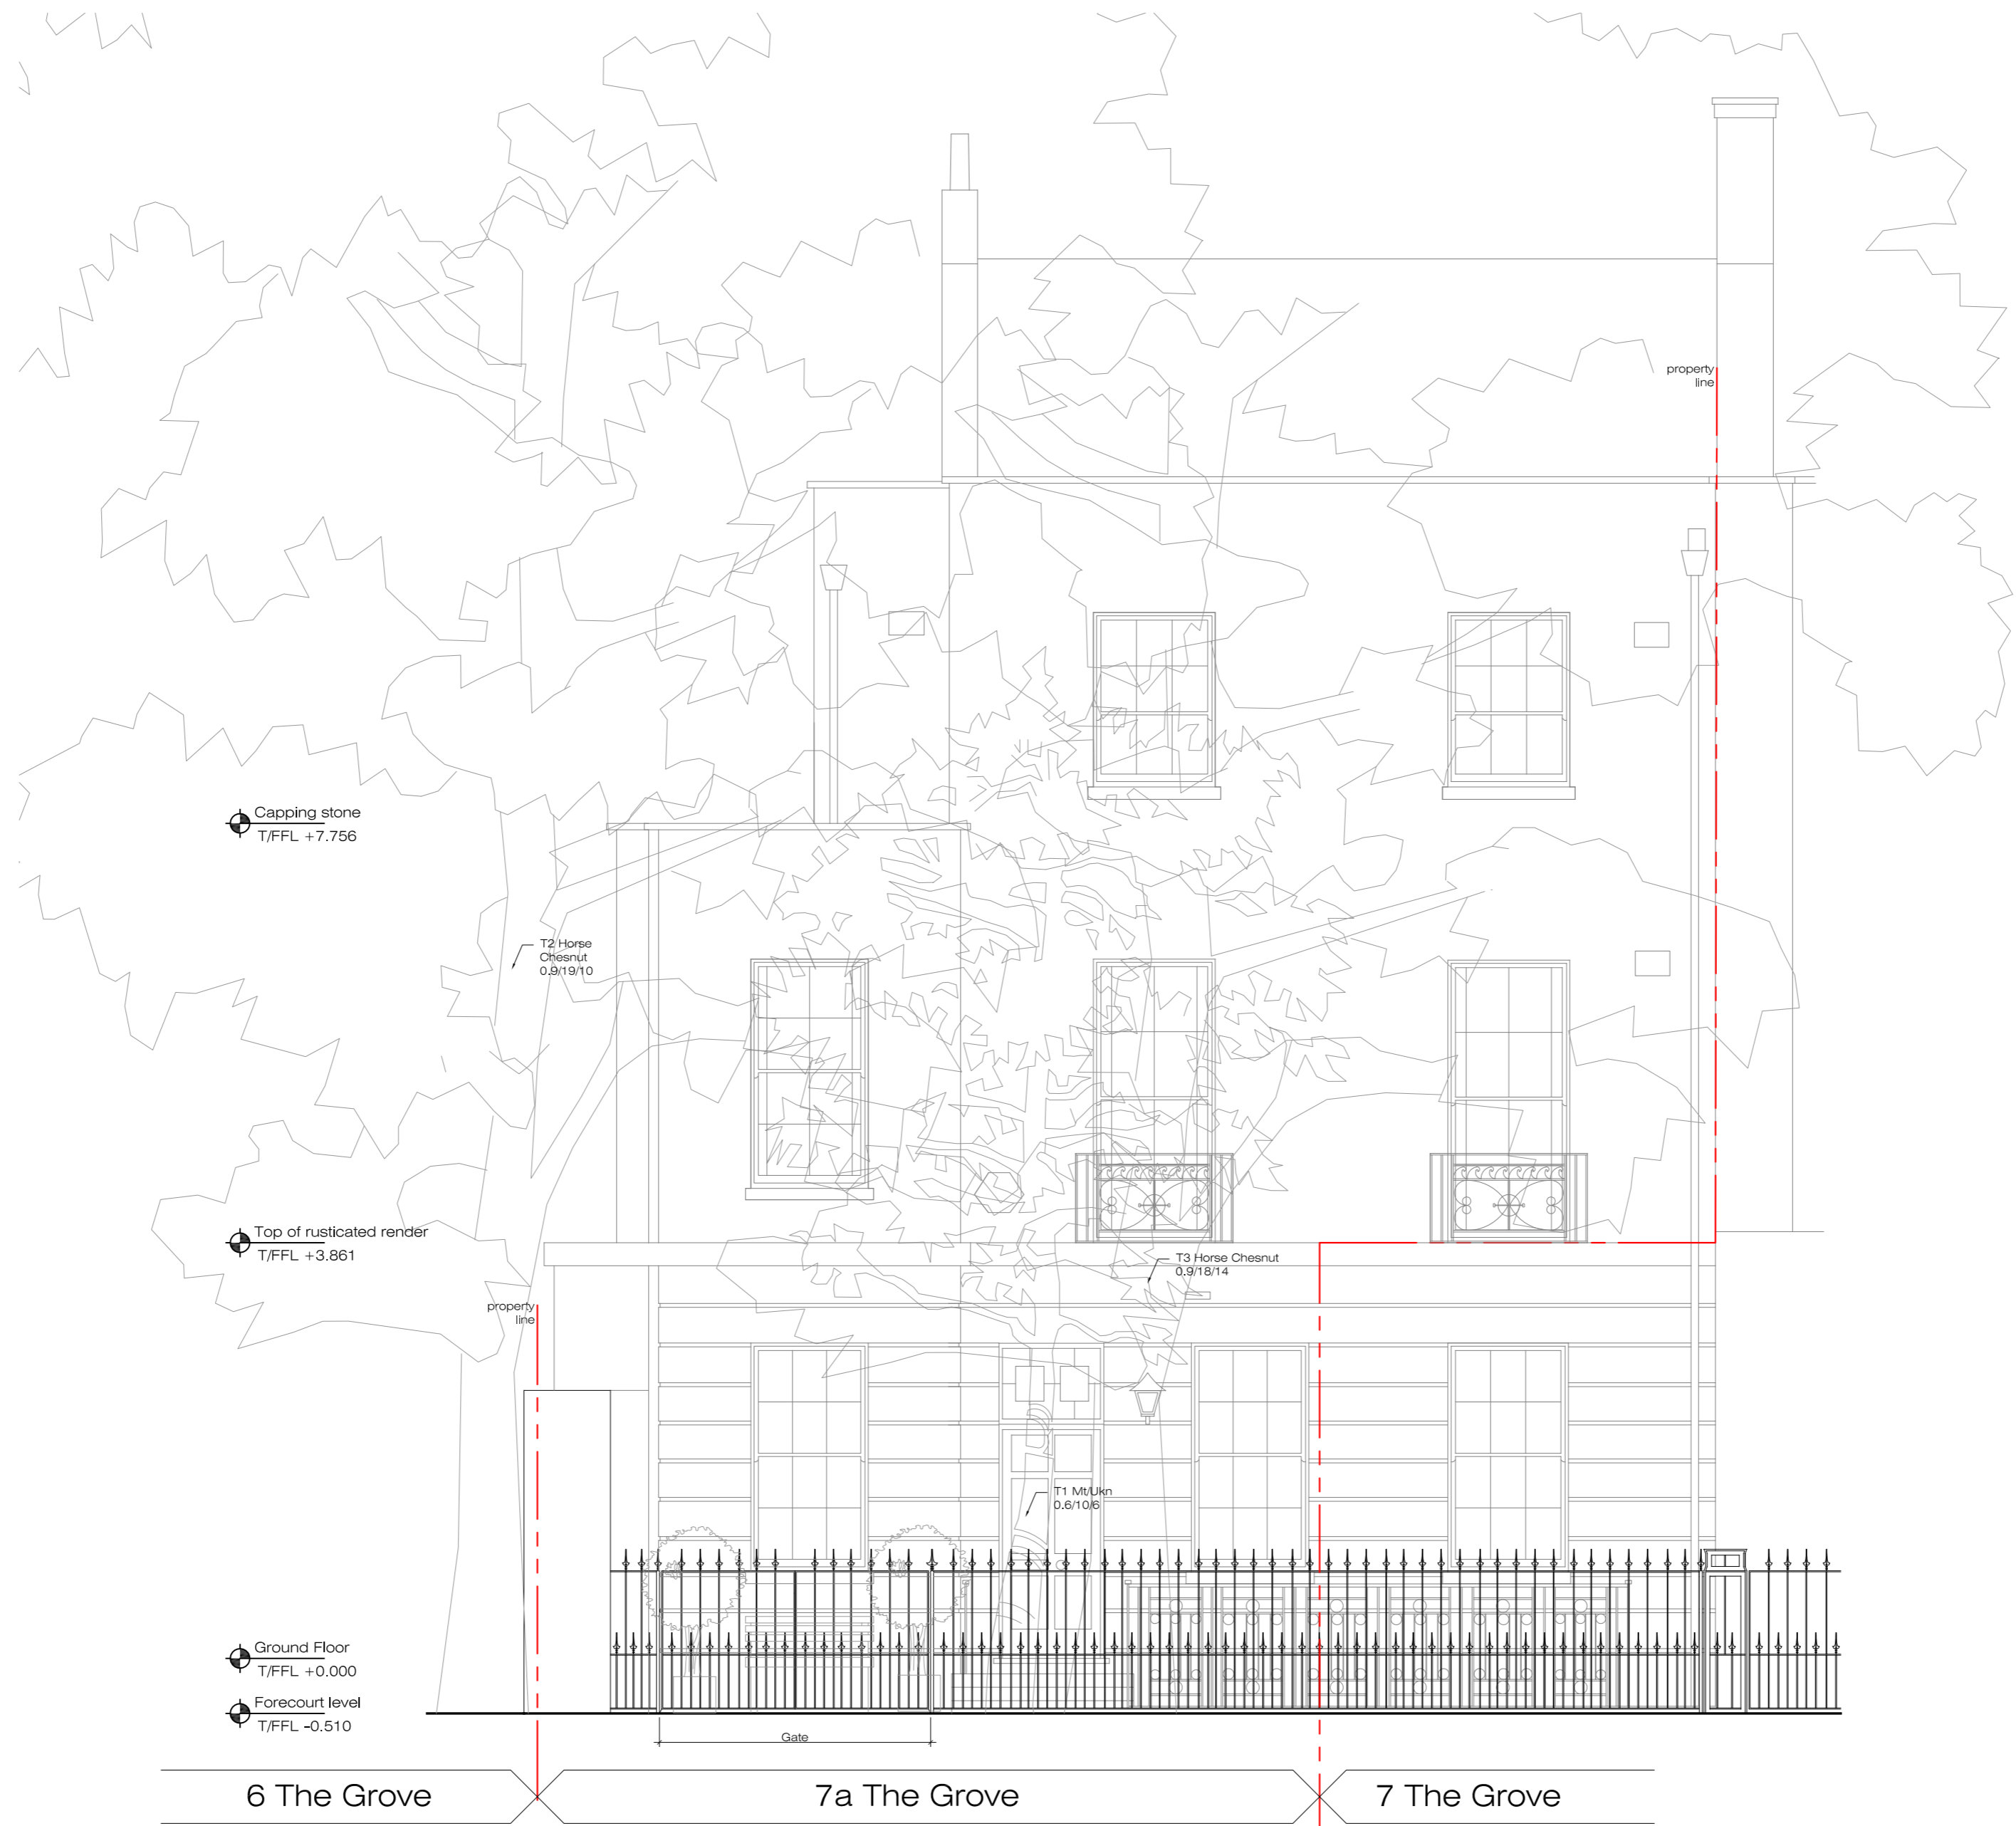 property
line
Capping stone
T/FFL +7.756
T2 Horse
Chesnut
0.9/19/10
Top of rusticated render
T/FFL +3.861
T3 Horse Chesnut
0.9/18/14
property
line
T1 Mt/Ukn
0.6/10/6
Ground Floor
T/FFL +0.000
Forecourt level
T/FFL -0.510
Gate
6 The Grove
7a The Grove
7 The Grove